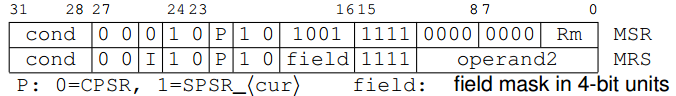 31 28 27 24 23 16 15 8 7 0
cond 0 0 0 1 0 P 1 0 1001 1111 0000 0000 Rm MSR
cond 0 0 I 1 0 P 1 0 field 1111 operand2 MRS
P: 0=CPSR, 1=SPSR_⟨cur⟩ field: field mask in 4-bit units